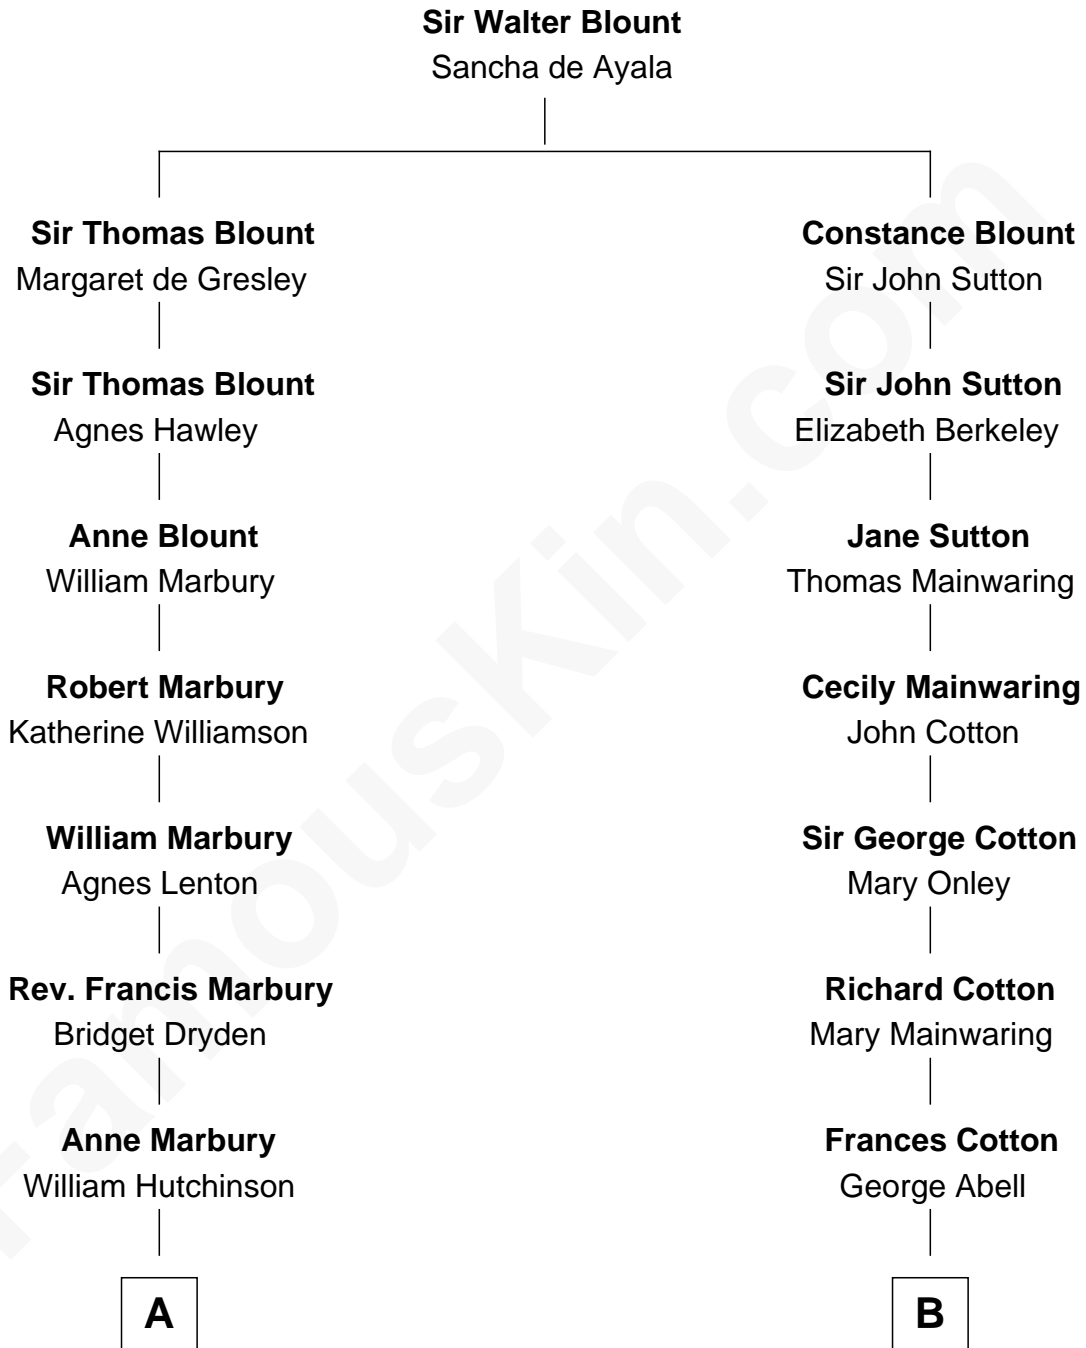 Sir Walter Blount
Sancha de Ayala
Sir Thomas Blount
Margaret de Gresley
Sir Thomas Blount
Agnes Hawley
Anne Blount
William Marbury
Robert Marbury
Katherine Williamson
William Marbury
Agnes Lenton
Rev. Francis Marbury
Bridget Dryden
Anne Marbury
William Hutchinson
A
Constance Blount
Sir John Sutton
Sir John Sutton
Elizabeth Berkeley
Jane Sutton
Thomas Mainwaring
Cecily Mainwaring
John Cotton
Sir George Cotton
Mary Onley
Richard Cotton
Mary Mainwaring
Frances Cotton
George Abell
B
FamousKin.com